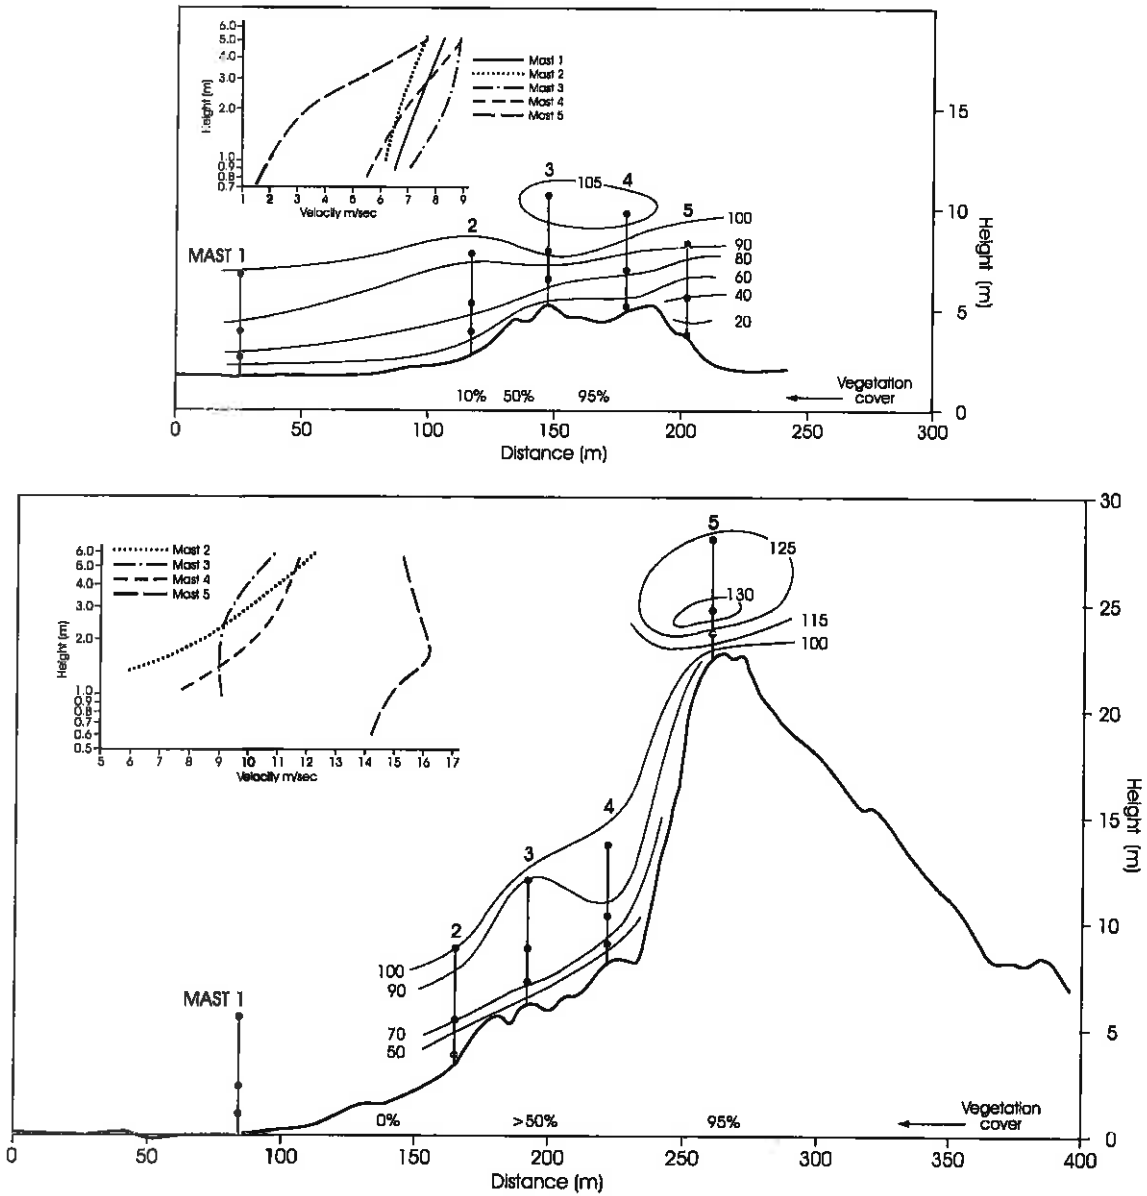 6.0
5.0
4.0
3.0
2.0
1.0
0.9
0.8
0.7
Height (m)
1 2 3 4 5 6 7 8 9
Velocity m/sec
Mast 1
Mast 2
Mast 3
Mast 4
Mast 5
MAST 1
2
3
4
5
105
100
90
80
60
40
20
15
10
5
0
Height (m)
10% 50% 95%
Vegetation cover
0 50 100 150 200 250 300
Distance (m)
6.0
5.0
4.0
3.0
2.0
1.0
0.9
0.8
0.7
0.6
0.5
Height (m)
5 6 7 8 9 10 11 12 13 14 15 16 17
Velocity m/sec
Mast 2
Mast 3
Mast 4
Mast 5
5
125
130
115
100
4
3
2
100
90
70
50
MAST 1
30
25
20
15
10
5
0
Height (m)
0% >50% 95%
Vegetation cover
0 50 100 150 200 250 300 350 400
Distance (m)